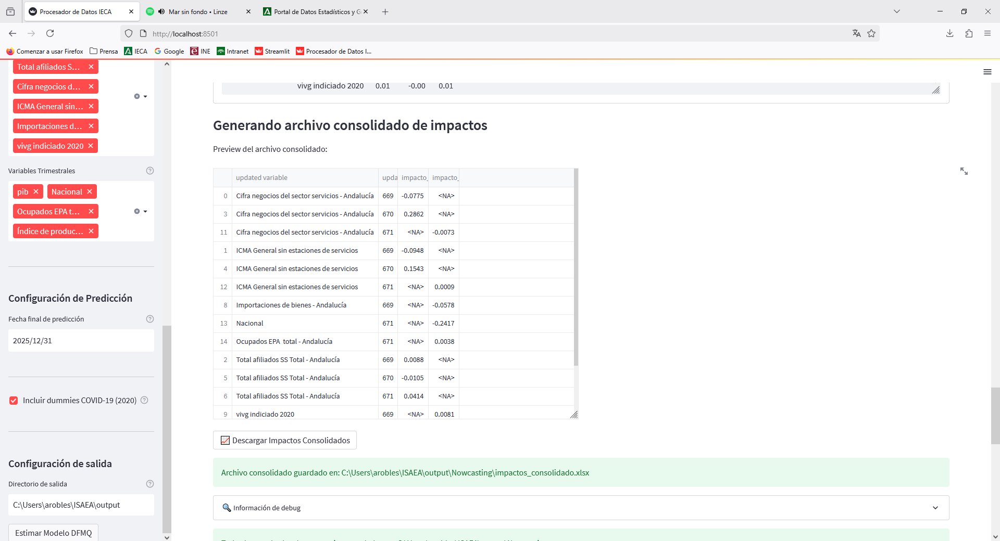 Procesador de Datos IECA
Mar sin fondo • Linze
Portal de Datos Estadísticos y G
http://localhost:8501
Comenzar a usar Firefox
Prensa
IECA
Google
INE
Intranet
Streamlit
Procesador de Datos I...
Total afiliados S...
Cifra negocios d...
ICMA General sin...
Importaciones d...
vivg indiciado 2020
Variables Trimestrales
pib
Nacional
Ocupados EPA t...
Índice de produc...
Configuración de Predicción
Fecha final de predicción
2025/12/31
Incluir dummies COVID-19 (2020)
Configuración de salida
Directorio de salida
C:\Users\arobles\ISAEA\output
Estimar Modelo DFMQ
vivg indiciado 2020 0.01 -0.00 0.01
Generando archivo consolidado de impactos
Preview del archivo consolidado:
updated variable upda impacto_ impacto_
0 Cifra negocios del sector servicios - Andalucía 669 -0.0775 <NA>
3 Cifra negocios del sector servicios - Andalucía 670 0.2862 <NA>
11 Cifra negocios del sector servicios - Andalucía 671 <NA> -0.0073
1 ICMA General sin estaciones de servicios 669 -0.0948 <NA>
4 ICMA General sin estaciones de servicios 670 0.1543 <NA>
12 ICMA General sin estaciones de servicios 671 <NA> 0.0009
8 Importaciones de bienes - Andalucía 669 <NA> -0.0578
13 Nacional 671 <NA> -0.2417
14 Ocupados EPA  total - Andalucía 671 <NA> 0.0038
2 Total afiliados SS Total - Andalucía 669 0.0088 <NA>
5 Total afiliados SS Total - Andalucía 670 -0.0105 <NA>
6 Total afiliados SS Total - Andalucía 671 0.0414 <NA>
9 vivg indiciado 2020 669 <NA> 0.0081
Descargar Impactos Consolidados
Archivo consolidado guardado en: C:\Users\arobles\ISAEA\output\Nowcasting\impactos_consolidado.xlsx
Información de debug